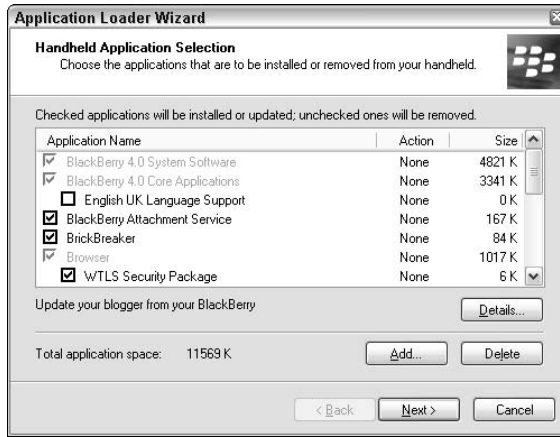 Application Loader Wizard
Handheld Application Selection
Choose the applications that are to be installed or removed from your handheld.
Checked applications will be installed or updated; unchecked ones will be removed.
Application Name Action Size
BlackBerry 4.0 System Software None 4821 K
BlackBerry 4.0 Core Applications None 3341 K
English UK Language Support None 0 K
BlackBerry Attachment Service None 167 K
BrickBreaker None 84 K
Browser None 1017 K
WTLS Security Package None 6 K
Update your blogger from your BlackBerry
Details...
Total application space: 11569 K Add... Delete
< Back Next > Cancel